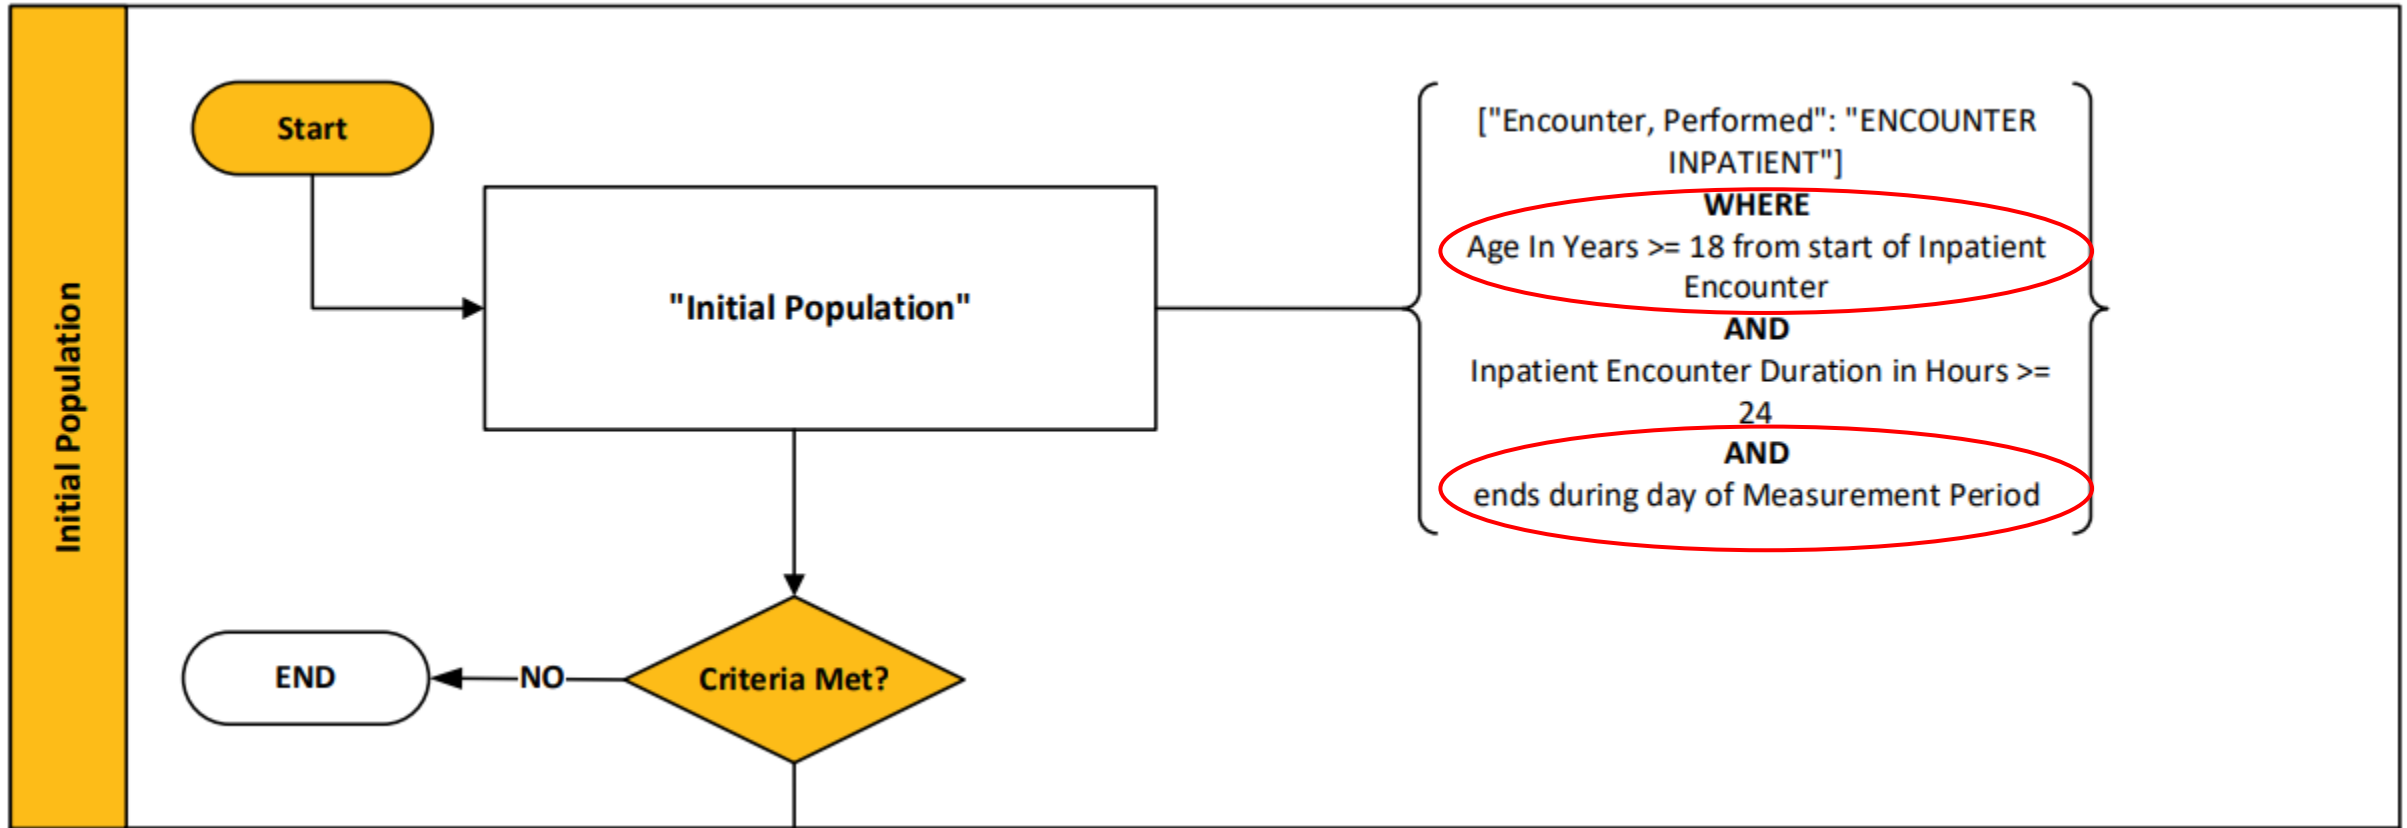 Initial Population
Start
"Initial Population"
["Encounter, Performed": "ENCOUNTER
INPATIENT"]
WHERE
Age In Years >= 18 from start of Inpatient
Encounter
AND
Inpatient Encounter Duration in Hours >=
24
AND
ends during day of Measurement Period
Criteria Met?
NO
END